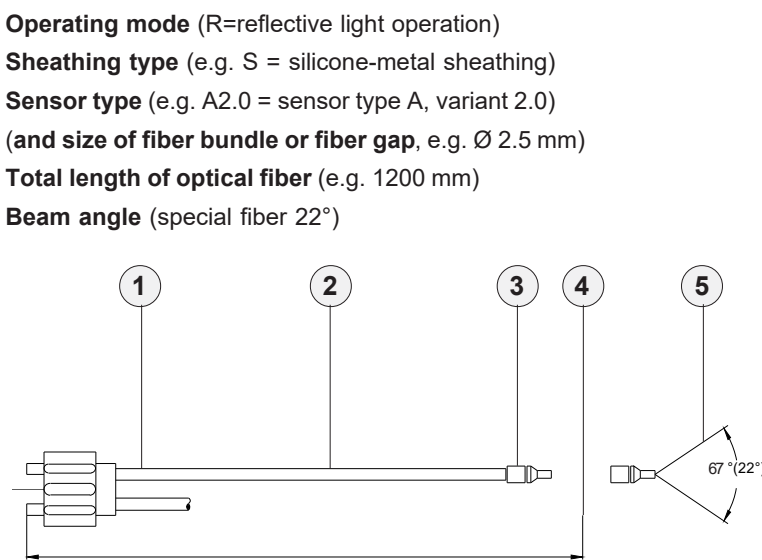 Operating mode (R=reflective light operation)
Sheathing type (e.g. S = silicone-metal sheathing)
Sensor type (e.g. A2.0 = sensor type A, variant 2.0)
(and size of fiber bundle or fiber gap, e.g. Ø 2.5 mm)
Total length of optical fiber (e.g. 1200 mm)
Beam angle (special fiber 22°)
1 2 3 4 5
67 °(22°)